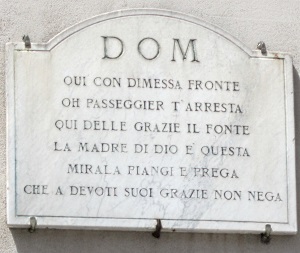 DOM
QUI CON DIMESSA FRONTE
OH PASSEGGIER T'ARRESTA
QUI DELLE GRAZIE IL FONTE
LA MADRE DI DIO E' QUESTA
MIRALA PIANGI E PREGA
CHE A DEVOTI SUOI GRAZIE NON NEGA